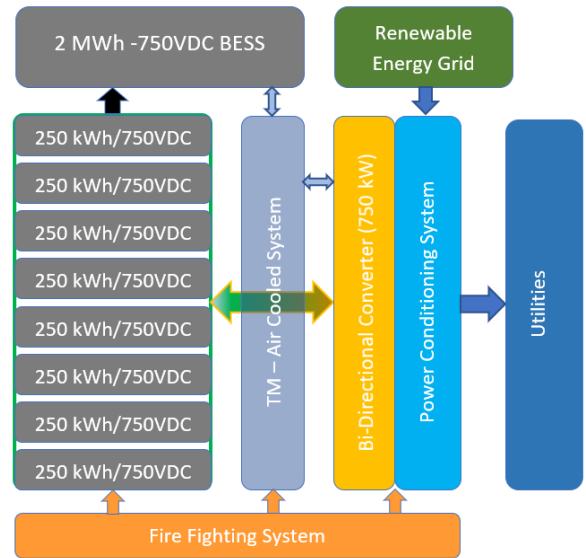 2 MWh -750VDC BESS
Renewable
Energy Grid
250 kWh/750VDC
250 kWh/750VDC
250 kWh/750VDC
250 kWh/750VDC
250 kWh/750VDC
250 kWh/750VDC
250 kWh/750VDC
250 kWh/750VDC
TM – Air Cooled System
Bi-Directional Converter (750 kW)
Power Conditioning System
Utilities
Fire Fighting System